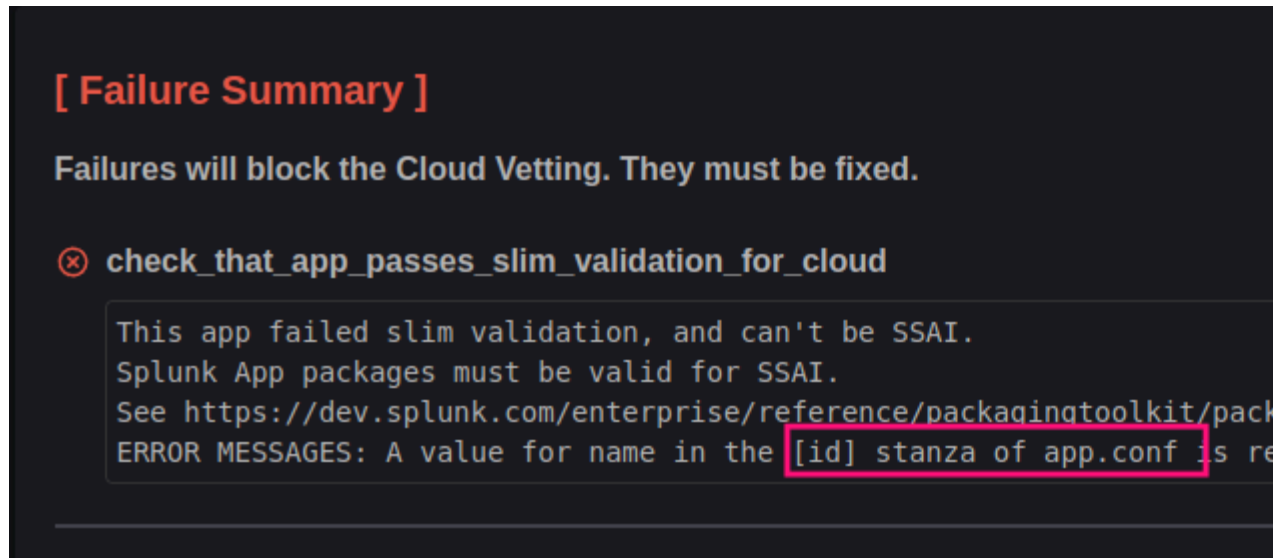 [ Failure Summary ]
Failures will block the Cloud Vetting. They must be fixed.
check_that_app_passes_slim_validation_for_cloud
This app failed slim validation, and can't be SSAI.
Splunk App packages must be valid for SSAI.
See https://dev.splunk.com/enterprise/reference/packagingtoolkit/pack
ERROR MESSAGES: A value for name in the [id] stanza of app.conf is re